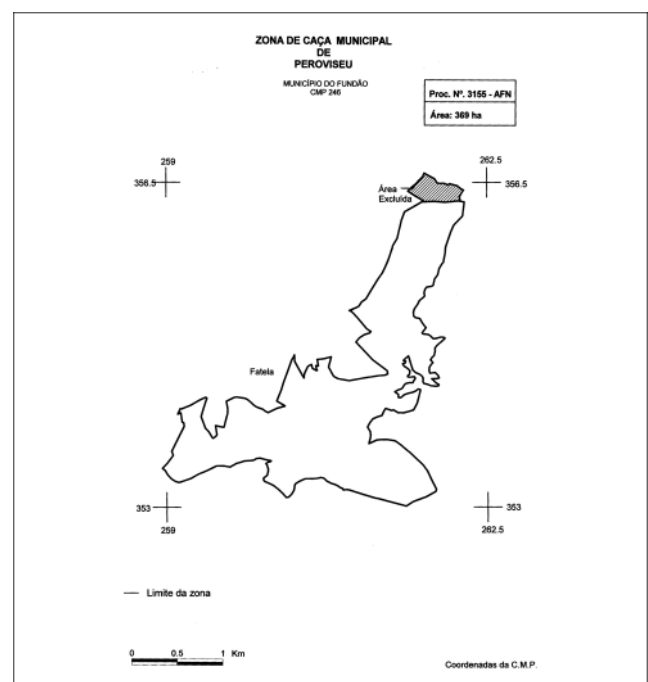 ZONA DE CAÇA MUNICIPAL
DE
PEROVISEU
MUNICÍPIO DO FUNDÃO
CMP 246
Proc. Nº. 3155 - AFN
Área: 369 ha
259
262.5
356.5
356.5
Área
Excluída
Fatela
353
353
259
262.5
Limite da zona
0 0.5 1 Km
Coordenadas da C.M.P.